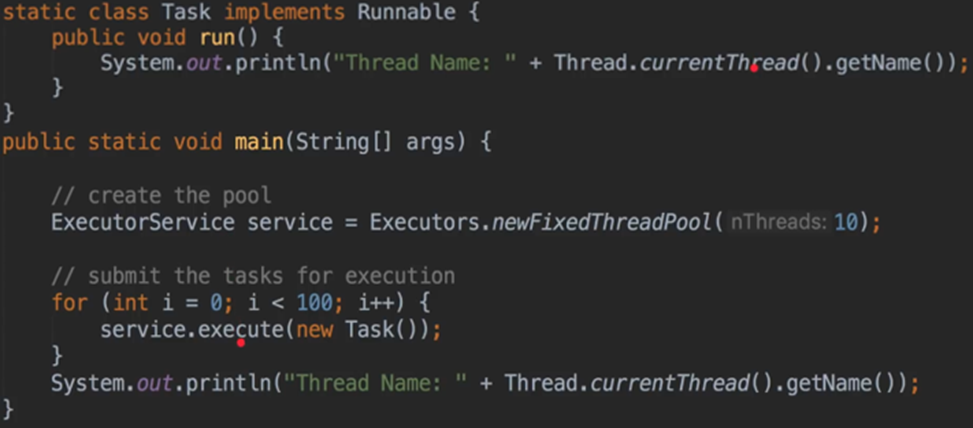 static class Task implements Runnable {
    public void run() {
        System.out.println("Thread Name: " + Thread.currentThread().getName());
    }
}
public static void main(String[] args) {
    // create the pool
    ExecutorService service = Executors.newFixedThreadPool( nThreads: 10);
    // submit the tasks for execution
    for (int i = 0; i < 100; i++) {
        service.execute(new Task());
    }
    System.out.println("Thread Name: " + Thread.currentThread().getName());
}